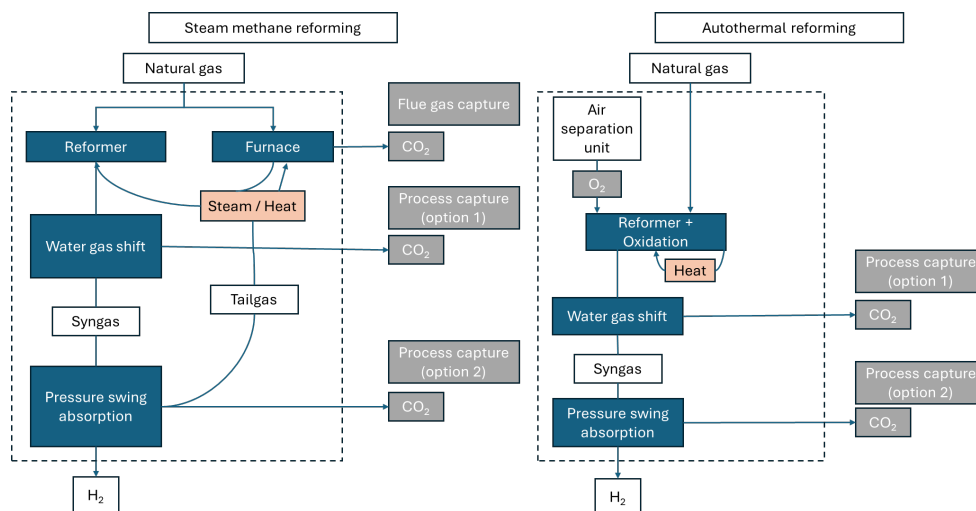 Steam methane reforming
Natural gas
Flue gas capture
Reformer
Furnace
CO₂
Steam / Heat
Process capture
(option 1)
Water gas shift
CO₂
Tailgas
Syngas
Process capture
(option 2)
Pressure swing
absorption
CO₂
H₂
Autothermal reforming
Natural gas
Air
separation
unit
O₂
Reformer +
Oxidation
Heat
Process capture
(option 1)
Water gas shift
CO₂
Syngas
Process capture
(option 2)
Pressure swing
absorption
CO₂
H₂